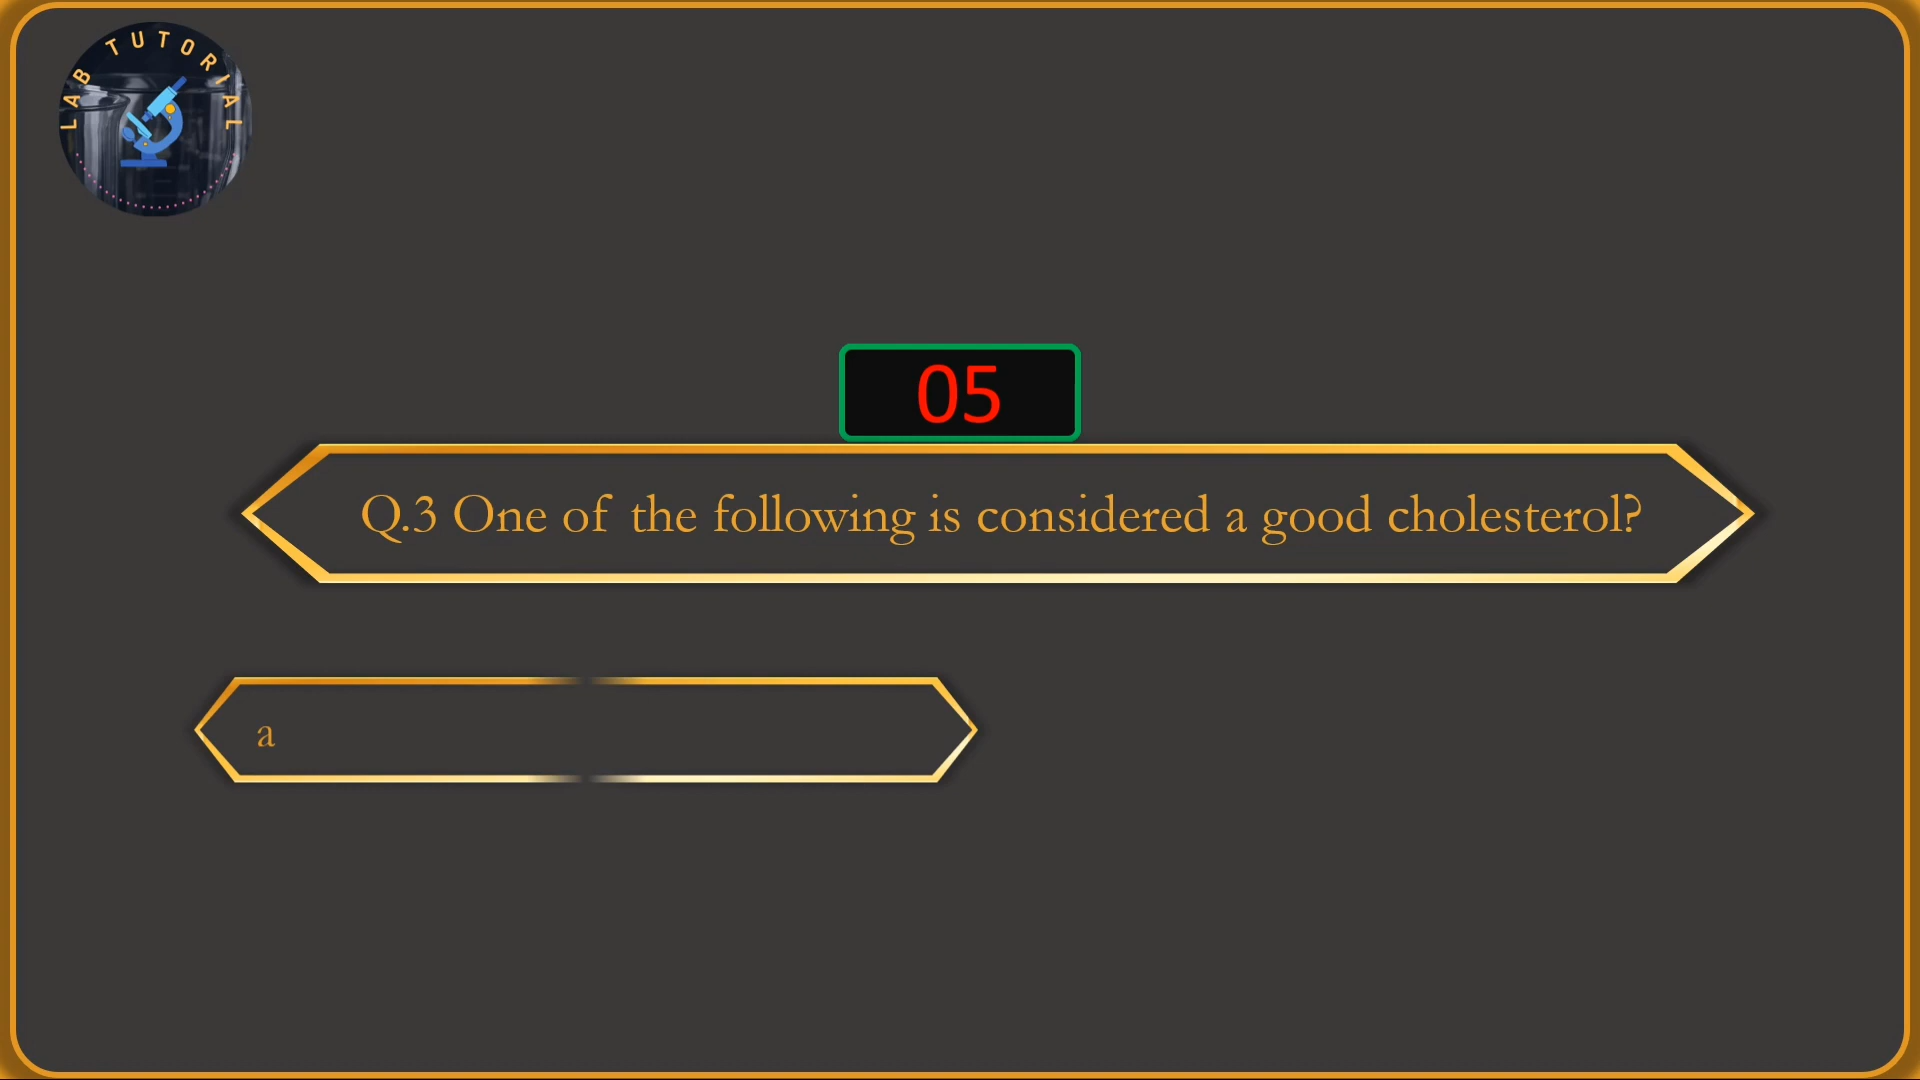 LAB TUTORIAL
05
Q.3 One of the following is considered a good cholesterol?
a